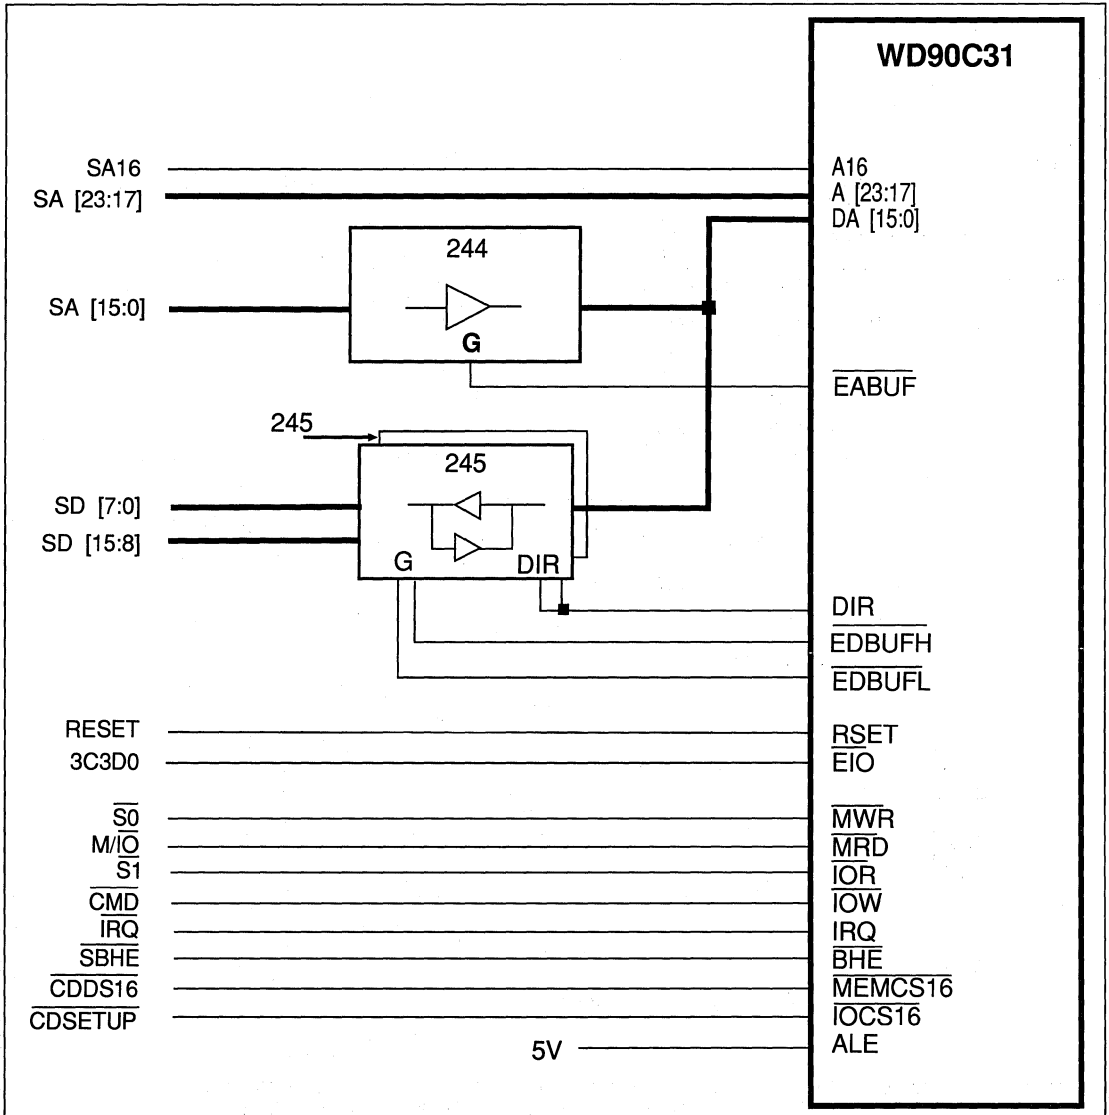 WD90C31
SA16 A16
SA [23:17] A [23:17]
DA [15:0]
244
SA [15:0]
G
EABUF
245
245
SD [7:0]
SD [15:8]
G DIR
DIR
EDBUFH
EDBUFL
RESET RSET
3C3D0 EIO
S0 MWR
M/IO MRD
S1 IOR
CMD IOW
IRQ IRQ
SBHE BHE
CDDS16 MEMCS16
CDSETUP IOCS16
5V ALE